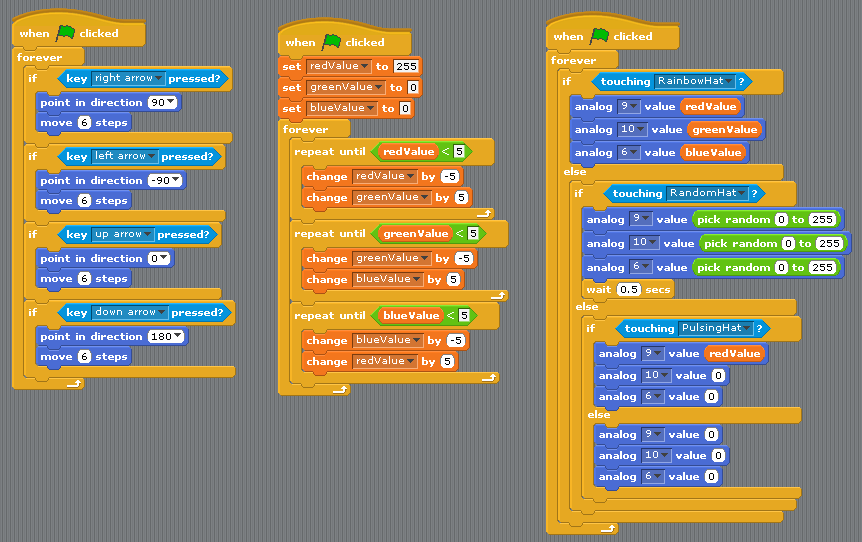 when clicked
forever
if key right arrow pressed?
point in direction 90
move 6 steps
if key left arrow pressed?
point in direction -90
move 6 steps
if key up arrow pressed?
point in direction 0
move 6 steps
if key down arrow pressed?
point in direction 180
move 6 steps
when clicked
set redValue to 255
set greenValue to 0
set blueValue to 0
forever
repeat until redValue < 5
change redValue by -5
change greenValue by 5
repeat until greenValue < 5
change greenValue by -5
change blueValue by 5
repeat until blueValue < 5
change blueValue by -5
change redValue by 5
when clicked
forever
if touching RainbowHat ?
analog 9 value redValue
analog 10 value greenValue
analog 6 value blueValue
else
if touching RandomHat ?
analog 9 value pick random 0 to 255
analog 10 value pick random 0 to 255
analog 6 value pick random 0 to 255
wait 0.5 secs
else
if touching PulsingHat ?
analog 9 value redValue
analog 10 value 0
analog 6 value 0
else
analog 9 value 0
analog 10 value 0
analog 6 value 0